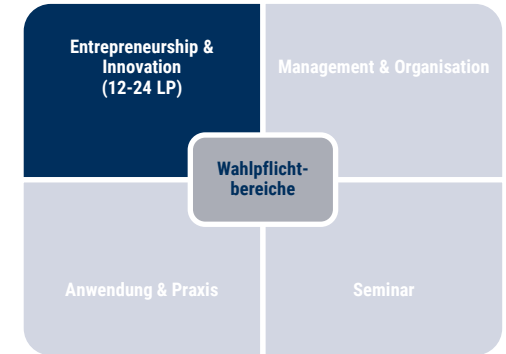 Entrepreneurship &
Innovation
(12-24 LP)
Management & Organisation
Wahlpflicht-
bereiche
Anwendung & Praxis
Seminar